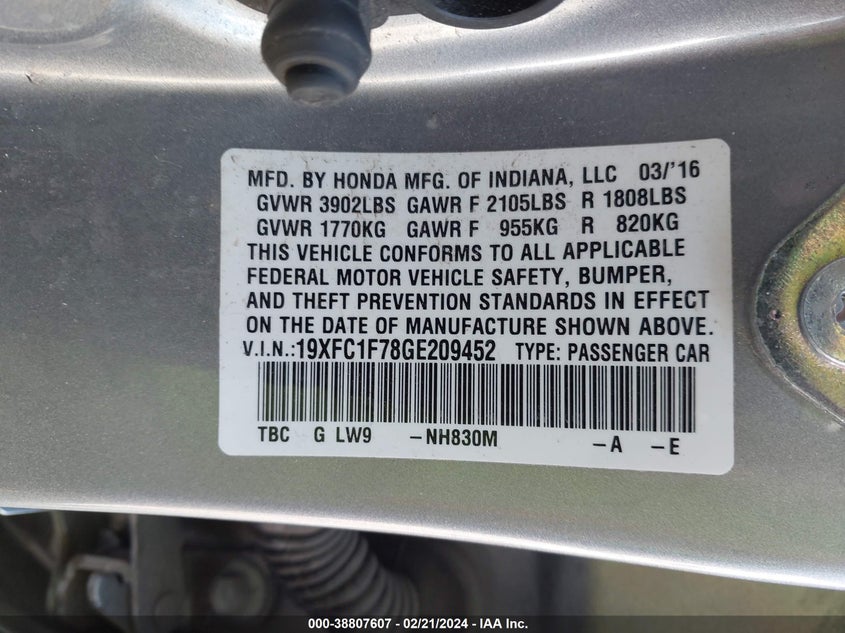 MFD. BY HONDA MFG. OF INDIANA, LLC 03/'16
GVWR 3902LBS GAWR F 2105LBS R 1808LBS
GVWR 1770KG GAWR F 955KG R 820KG
THIS VEHICLE CONFORMS TO ALL APPLICABLE
FEDERAL MOTOR VEHICLE SAFETY, BUMPER,
AND THEFT PREVENTION STANDARDS IN EFFECT
ON THE DATE OF MANUFACTURE SHOWN ABOVE.
V.I.N.:19XFC1F78GE209452 TYPE: PASSENGER CAR
TBC G LW9 –NH830M –A –E
000-38807607 – 02/21/2024 – IAA Inc.